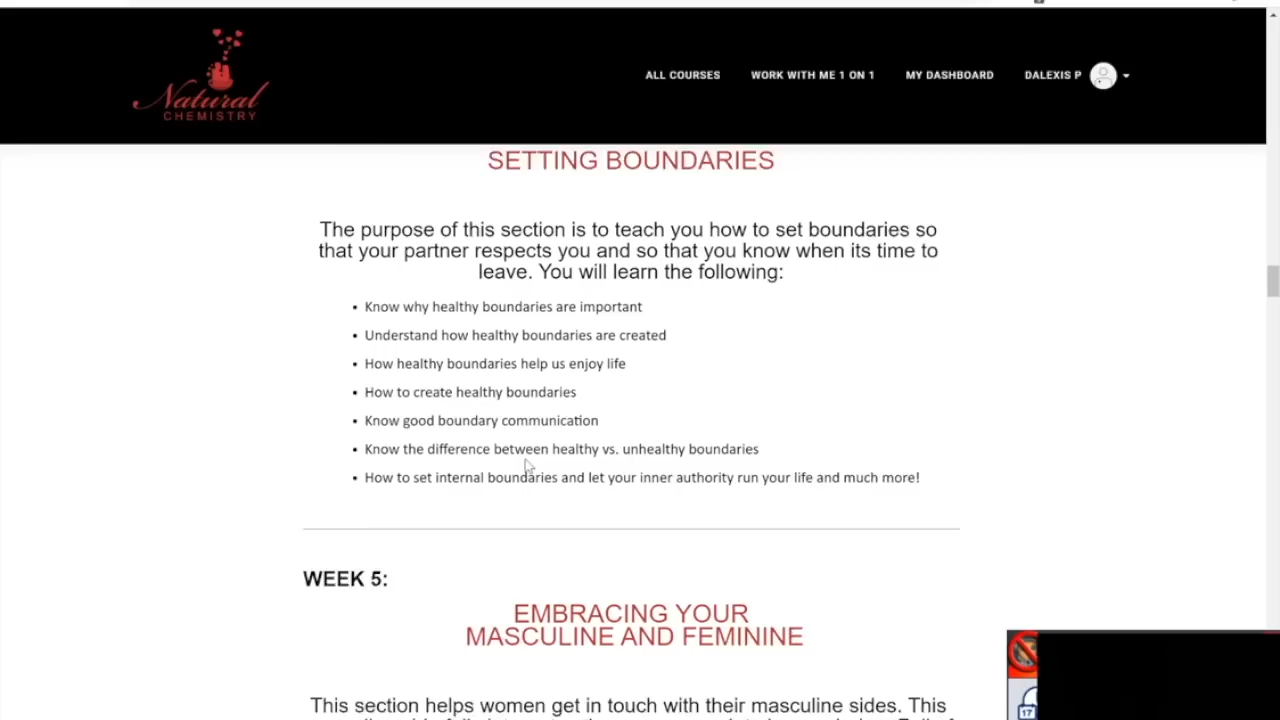 Natural
CHEMISTRY
ALL COURSES
WORK WITH ME 1 ON 1
MY DASHBOARD
DALEXIS P
SETTING BOUNDARIES
The purpose of this section is to teach you how to set boundaries so
that your partner respects you and so that you know when its time to
leave. You will learn the following:
• Know why healthy boundaries are important
• Understand how healthy boundaries are created
• How healthy boundaries help us enjoy life
• How to create healthy boundaries
• Know good boundary communication
• Know the difference between healthy vs. unhealthy boundaries
• How to set internal boundaries and let your inner authority run your life and much more!
WEEK 5:
EMBRACING YOUR
MASCULINE AND FEMININE
This section helps women get in touch with their masculine sides. This
17